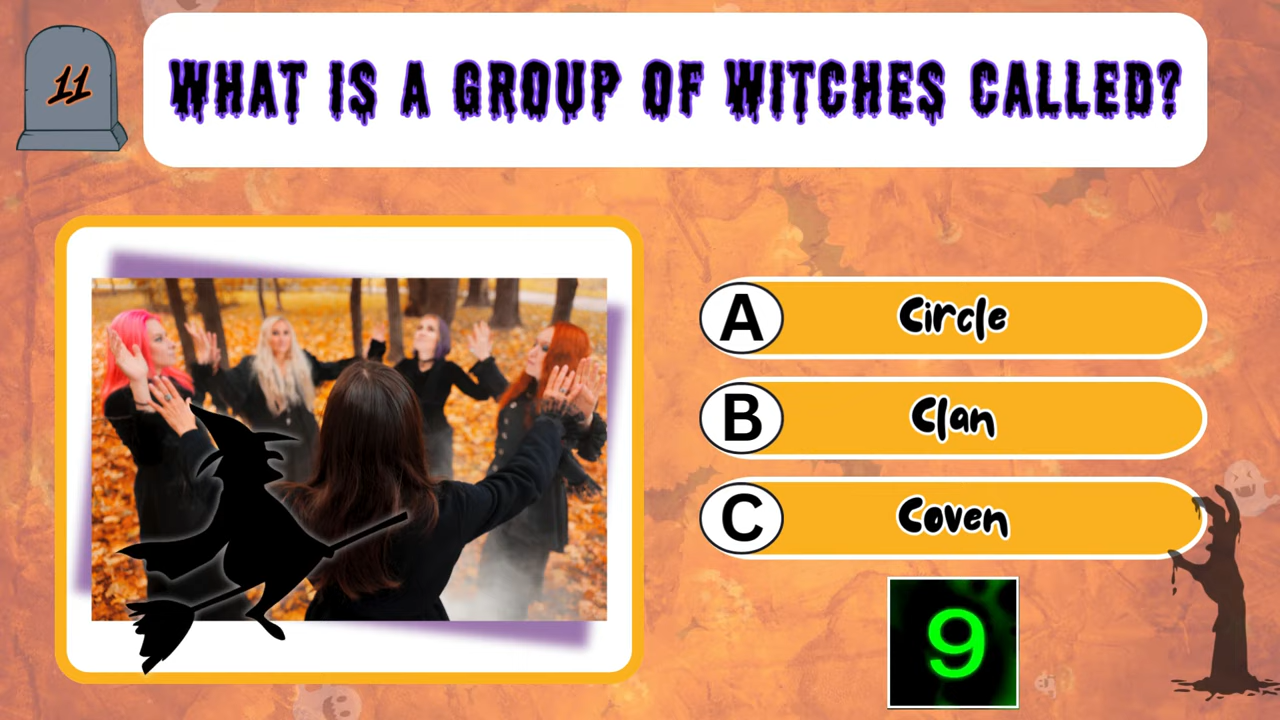 11
WHAT IS A GROUP OF WITCHES CALLED?
A Circle
B Clan
C Coven
9